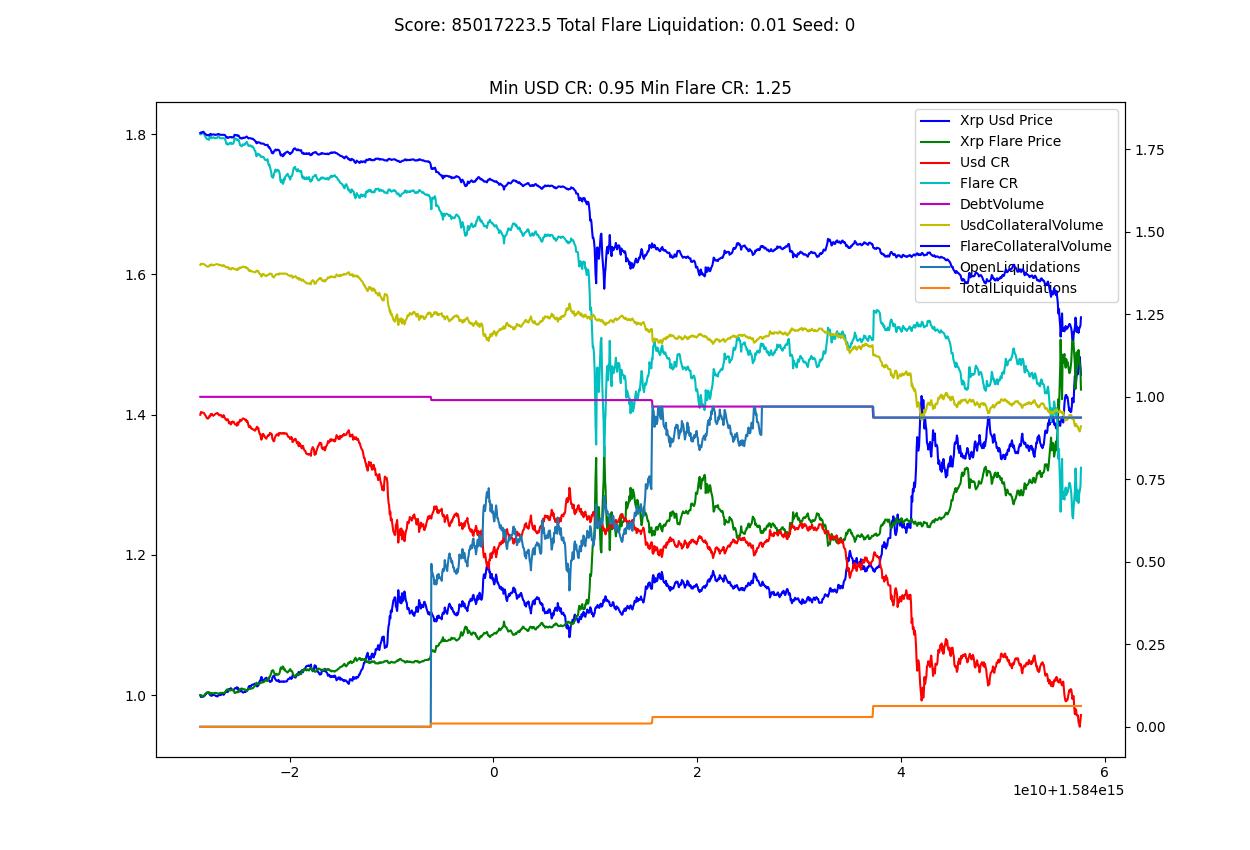 Score: 85017223.5 Total Flare Liquidation: 0.01 Seed: 0
Min USD CR: 0.95 Min Flare CR: 1.25
Xrp Usd Price
Xrp Flare Price
Usd CR
Flare CR
DebtVolume
UsdCollateralVolume
FlareCollateralVolume
OpenLiquidations
TotalLiquidations
1.8
1.6
1.4
1.2
1.0
1.75
1.50
1.25
1.00
0.75
0.50
0.25
0.00
−2
0
2
4
6
1e10+1.584e15